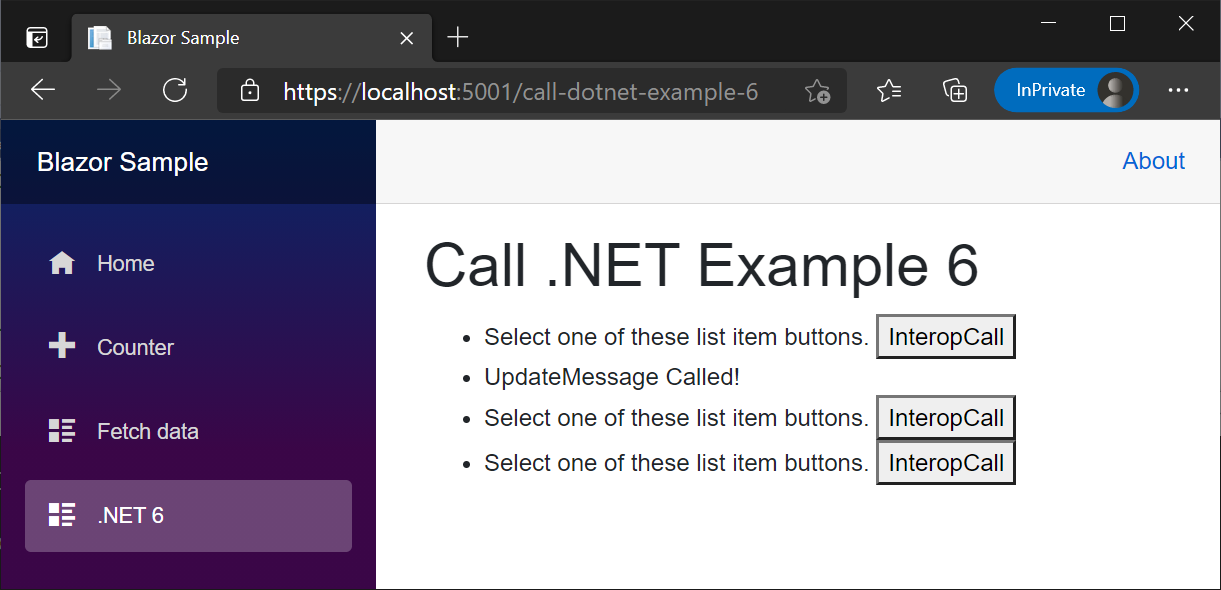 Blazor Sample
https://localhost:5001/call-dotnet-example-6
InPrivate
Blazor Sample
About
Home
Counter
Fetch data
.NET 6
Call .NET Example 6
Select one of these list item buttons. InteropCall
UpdateMessage Called!
Select one of these list item buttons. InteropCall
Select one of these list item buttons. InteropCall